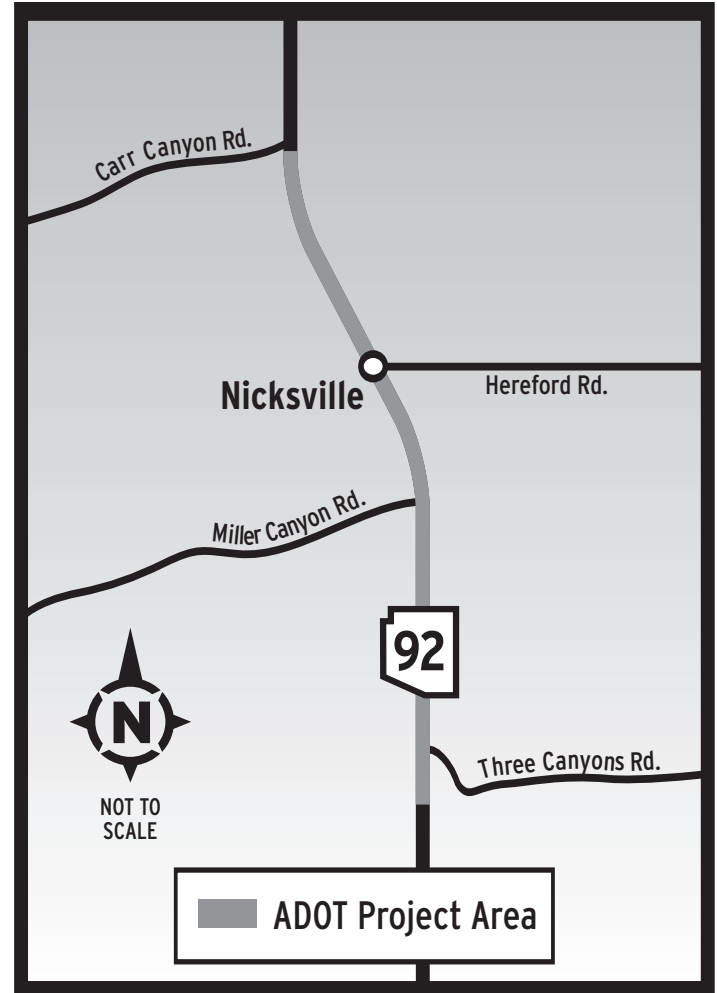 Carr Canyon Rd.
Nicksville
Hereford Rd.
Miller Canyon Rd.
92
Three Canyons Rd.
N
NOT TO
SCALE
ADOT Project Area